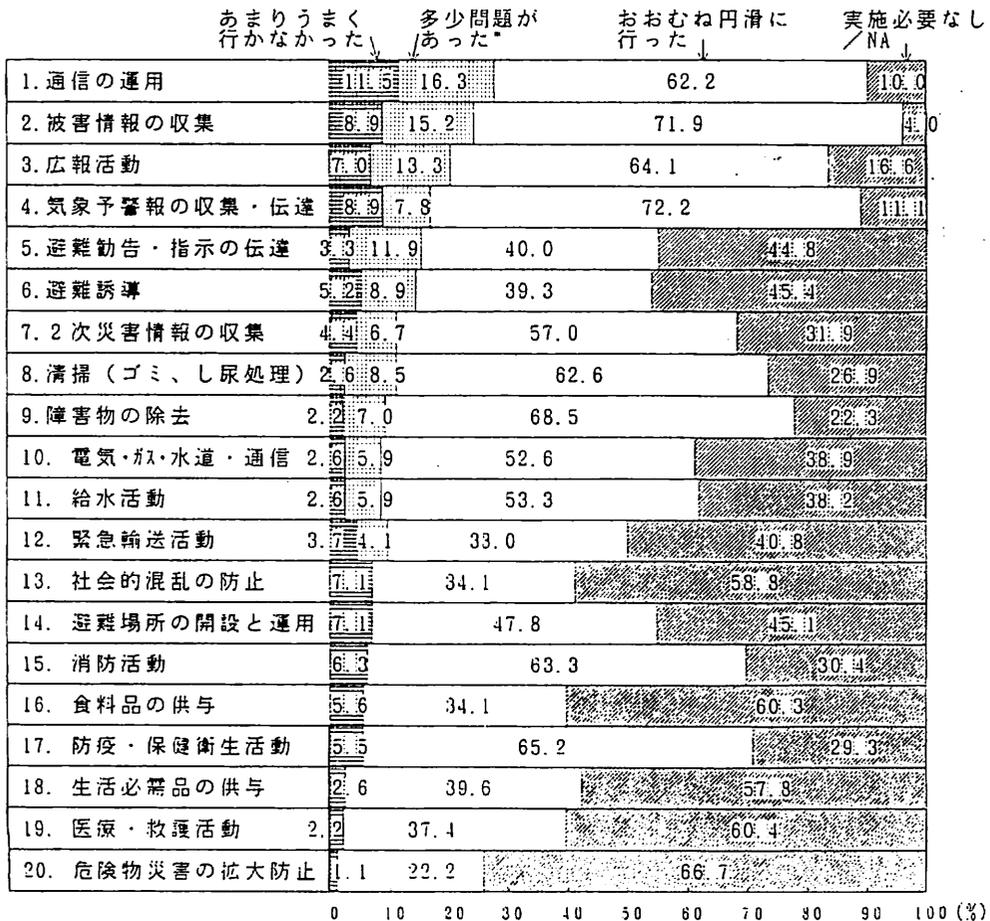 あまりうまく
行かなかった
多少問題が
あった
おおむね円滑に
行った
実施必要なし
／NA
1.通信の運用 11.5 16.3 62.2 10.0
2.被害情報の収集 8.9 15.2 71.9 4.0
3.広報活動 7.0 13.3 64.1 16.6
4.気象予警報の収集・伝達 8.9 7.8 72.2 11.1
5.避難勧告・指示の伝達 3.3 11.9 40.0 44.8
6.避難誘導 5.2 8.9 39.3 45.4
7.2次災害情報の収集 4.4 6.7 57.0 31.9
8.清掃（ゴミ、し尿処理） 2.6 8.5 62.6 26.9
9.障害物の除去 2.2 7.0 68.5 22.3
10. 電気・ガス・水道・通信 2.6 5.9 52.6 38.9
11. 給水活動 2.6 5.9 53.3 38.2
12. 緊急輸送活動 3.7 4.1 33.0 40.8
13. 社会的混乱の防止 7.1 34.1 58.8
14. 避難場所の開設と運用 7.1 47.8 45.1
15. 消防活動 6.3 63.3 30.4
16. 食料品の供与 5.6 34.1 60.3
17. 防疫・保健衛生活動 5.5 65.2 29.3
18. 生活必需品の供与 2.6 39.6 57.8
19. 医療・救護活動 2.2 37.4 60.4
20. 危険物災害の拡大防止 1.1 22.2 66.7
0 10 20 30 40 50 60 70 80 90 100 (%)